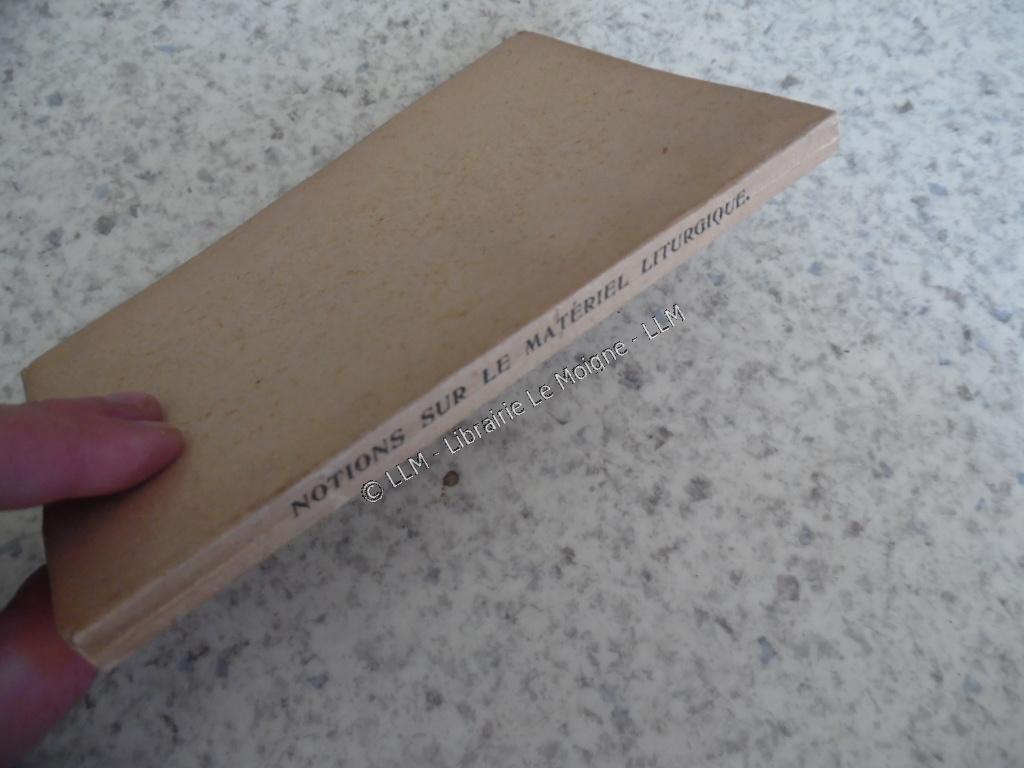 NOTIONS SUR LE MATÉRIEL LITURGIQUE.
© LLM - Librairie Le Moigne - LLM